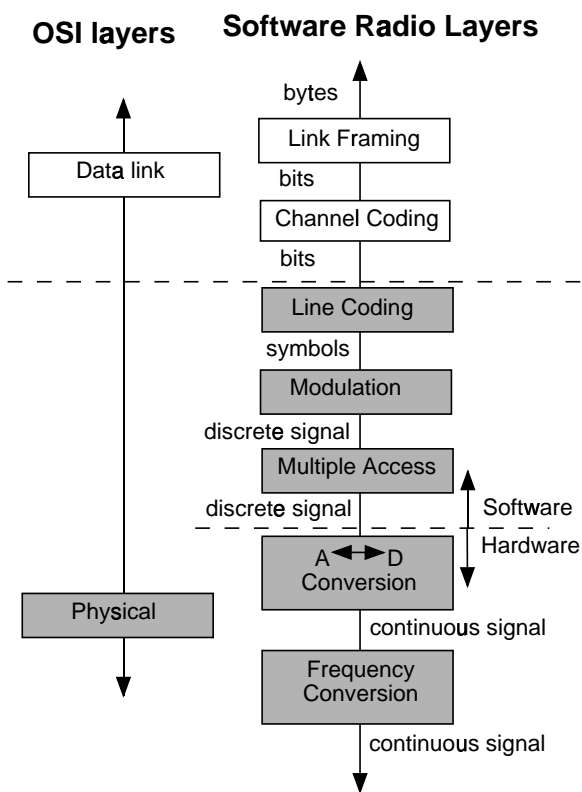 OSI layers
Software Radio Layers
bytes
Link Framing
Data link
bits
Channel Coding
bits
Line Coding
symbols
Modulation
discrete signal
Multiple Access
discrete signal
Software
Hardware
A D
Conversion
Physical
continuous signal
Frequency
Conversion
continuous signal